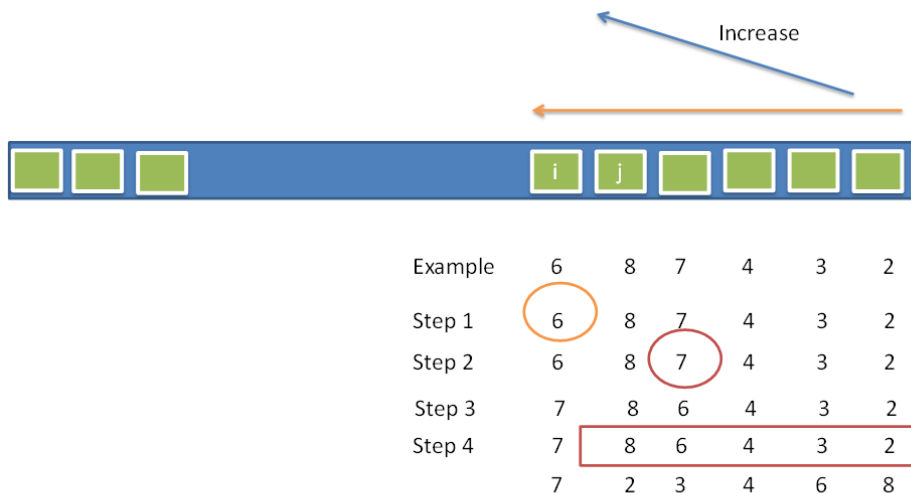 Increase
i j
Example 6 8 7 4 3 2
Step 1 6 8 7 4 3 2
Step 2 6 8 7 4 3 2
Step 3 7 8 6 4 3 2
Step 4 7 8 6 4 3 2
7 2 3 4 6 8